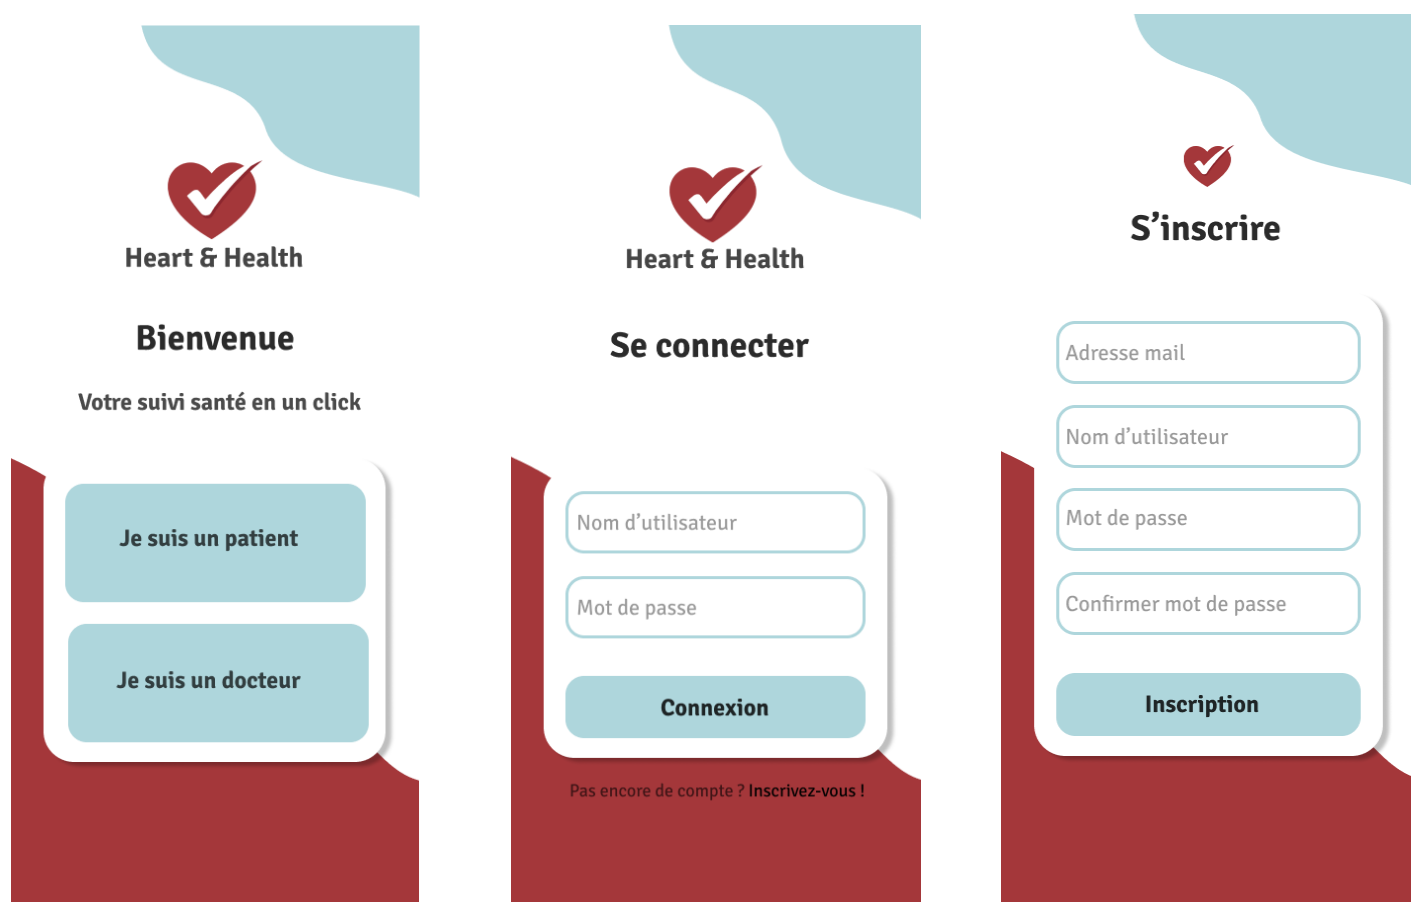 Heart & Health
Bienvenue
Votre suivi santé en un click
Je suis un patient
Je suis un docteur
Heart & Health
Se connecter
Nom d’utilisateur
Mot de passe
Connexion
Pas encore de compte ? Inscrivez-vous !
S’inscrire
Adresse mail
Nom d’utilisateur
Mot de passe
Confirmer mot de passe
Inscription